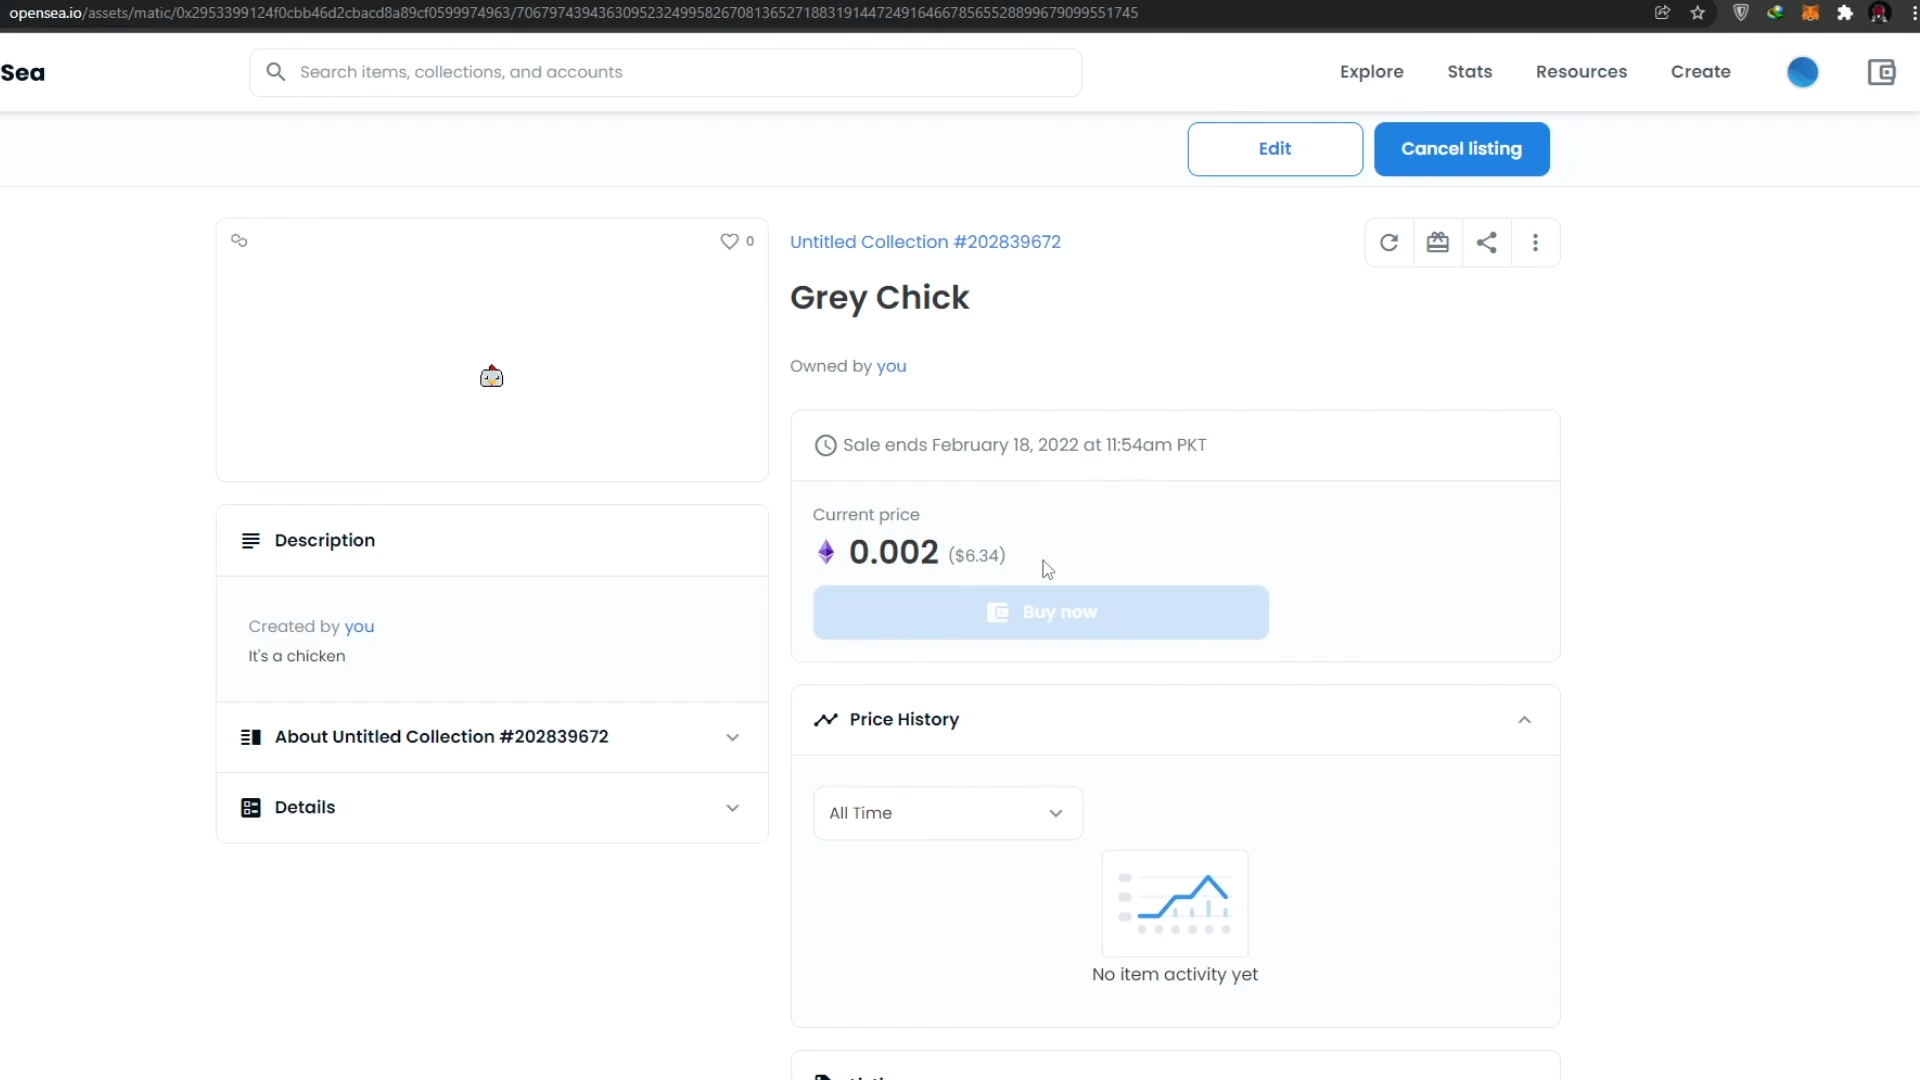 opensea.io/assets/matic/0x2953399124f0cbb46d2cbacd8a89cf0599974963/70679743943630952324995826708136527188319144724916466785655288996790995517​45
Sea
Search items, collections, and accounts
Explore
Stats
Resources
Create
Edit
Cancel listing
0
Untitled Collection #202839672
Grey Chick
Owned by you
Sale ends February 18, 2022 at 11:54am PKT
Current price
0.002 ($6.34)
Buy now
Description
Created by you
It's a chicken
About Untitled Collection #202839672
Details
Price History
All Time
No item activity yet